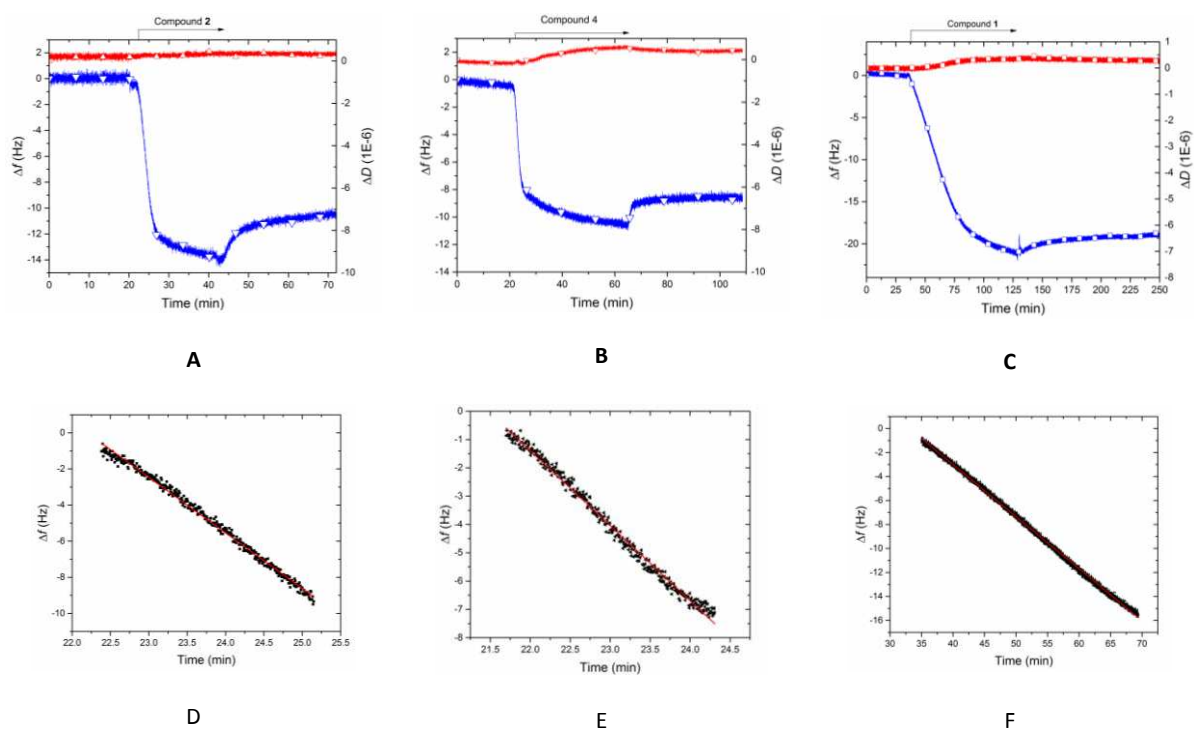 Compound 2
2
0
-2
-4
-6
-8
-10
-12
-14
Δf (Hz)
0
-2
-4
-6
-8
-10
ΔD (1E-6)
0 10 20 30 40 50 60 70
Time (min)
A
Compound 4
4
2
0
-2
-4
-6
-8
-10
-12
-14
Δf (Hz)
0
-2
-4
-6
-8
-10
ΔD (1E-6)
0 20 40 60 80 100
Time (min)
B
Compound 1
0
-5
-10
-15
-20
Δf (Hz)
1
0
-1
-2
-3
-4
-5
-6
-7
-8
ΔD (1E-6)
0 25 50 75 100 125 150 175 200 225 250
Time (min)
C
0
-2
-4
-6
-8
-10
Δf (Hz)
22.0 22.5 23.0 23.5 24.0 24.5 25.0 25.5
Time (min)
D
0
-1
-2
-3
-4
-5
-6
-7
-8
Δf (Hz)
21.5 22.0 22.5 23.0 23.5 24.0 24.5
Time (min)
E
0
-2
-4
-6
-8
-10
-12
-14
-16
Δf (Hz)
30 35 40 45 50 55 60 65 70
Time (min)
F